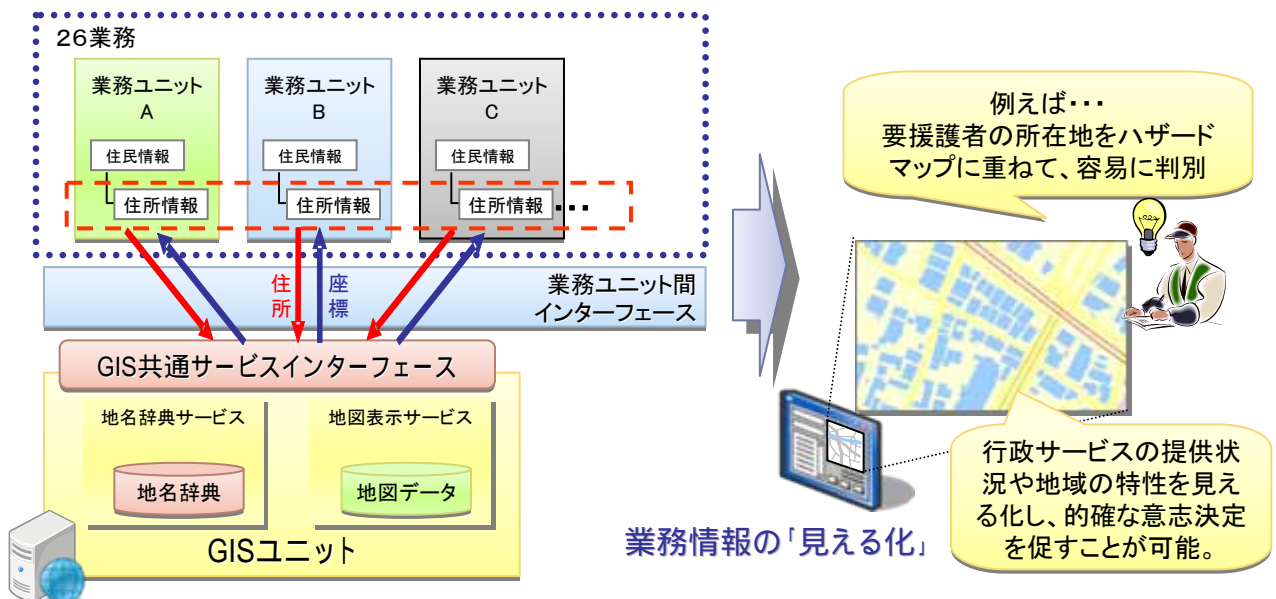 26業務
業務ユニット
A
住民情報
住所情報
業務ユニット
B
住民情報
住所情報
業務ユニット
C
住民情報
住所情報
・・・
住所
座標
業務ユニット間
インターフェース
GIS共通サービスインターフェース
地名辞典サービス
地名辞典
地図表示サービス
地図データ
GISユニット
例えば・・・
要援護者の所在地をハザード
マップに重ねて、容易に判別
行政サービスの提供状
況や地域の特性を見え
る化し、的確な意志決定
を促すことが可能。
業務情報の「見える化」